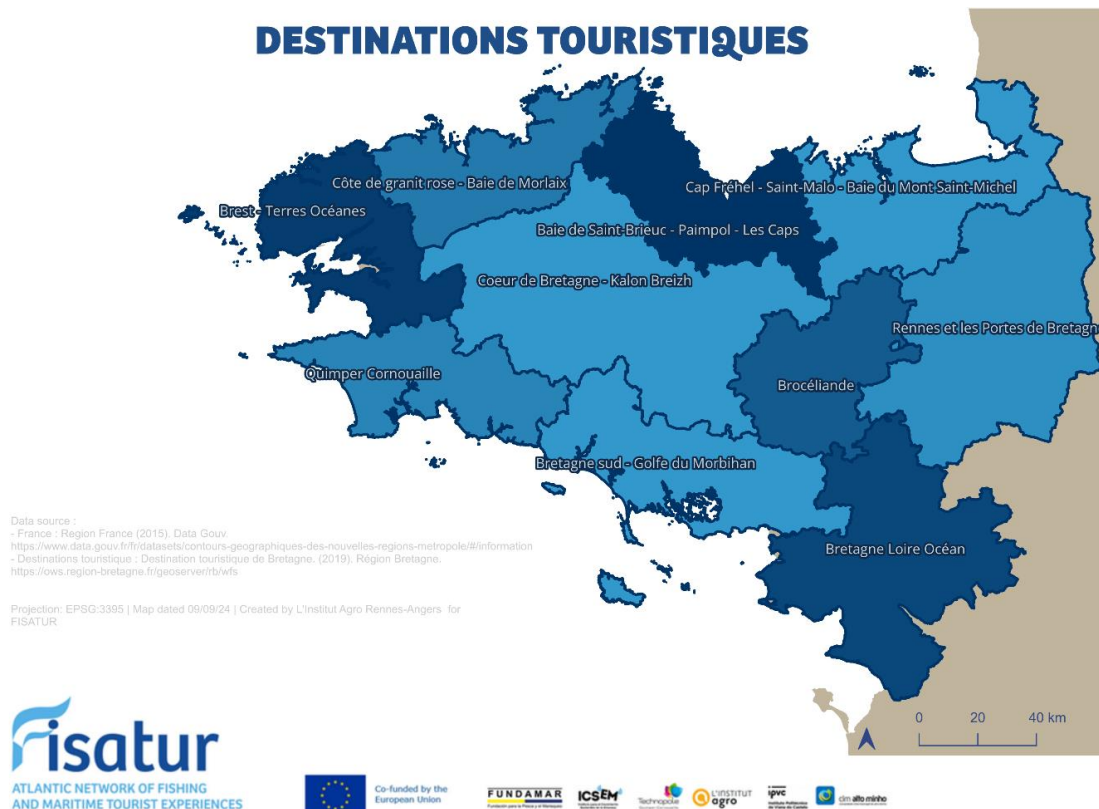 DESTINATIONS TOURISTIQUES
Côte de granit rose - Baie de Morlaix
Cap Fréhel - Saint-Malo - Baie du Mont Saint-Michel
Brest - Terres Océanes
Baie de Saint-Brieuc - Paimpol - Les Caps
Coeur de Bretagne - Kalon Breizh
Rennes et les Portes de Bretagne
Quimper Cornouaille
Brocéliande
Bretagne sud - Golfe du Morbihan
Bretagne Loire Océan
Data source :
- France : Region France (2015). Data Gouv.
https://www.data.gouv.fr/fr/datasets/contours-geographiques-des-nouvelles-regions-metropole/#/information
- Destinations touristique : Destination touristique de Bretagne. (2019). Région Bretagne.
https://ows.region-bretagne.fr/geoserver/rb/wfs
Projection: EPSG:3395 | Map dated 09/09/24 | Created by L'Institut Agro Rennes-Angers for
FISATUR
0 20 40 km
Fisatur
ATLANTIC NETWORK OF FISHING
AND MARITIME TOURIST EXPERIENCES
Co-funded by the
European Union
FUNDAMAR
ICSEM
Technopole
L'INSTITUT
agro
ipvc
cim alto minho